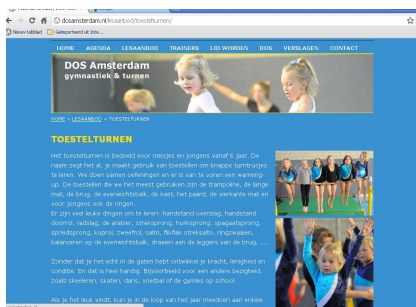 dosamsterdam.nl/lesaanbod/toestelturnen/
Nieuw tabblad Geïmporteerd uit Inte...
HOME AGENDA LESAANBOD TRAINERS LID WORDEN DOS VERSLAGEN CONTACT
DOS Amsterdam
gymnastiek & turnen
HOME » LESAANBOD » TOESTELTURNEN
TOESTELTURNEN
Het toestelturnen is bedoeld voor meisjes en jongens vanaf 6 jaar. De
naam zegt het al, je maakt gebruik van toestellen om knappe turntrucjes
te leren. We doen samen oefeningen en er is van te voren een warming-
up. De toestellen die we het meest gebruiken zijn de trampoline, de lange
mat, de brug, de evenwichtsbalk, de kast, het paard, de vierkante mat en
voor jongens ook de ringen.
Er zijn veel leuke dingen om te leren: handstand overslag, handstand
doorrol, radslag, de arabier, streksprong, hurksprong, spagaatsprong,
spreidsprong, koprol, zweefrol, salto, flikflak streksalto, ringzwaaien,
balanceren op de evenwichtsbalk, draaien aan de leggers van de brug, ....
Zonder dat je het echt in de gaten hebt ontwikkel je kracht, lenigheid en
conditie. En dat is heel handig. Bijvoorbeeld voor een andere bezigheid,
zoals skeeleren, skaten, dans, voetbal of de gymles op school.
Als je het leuk vindt, kun je in de loop van het jaar meedoen aan enkele